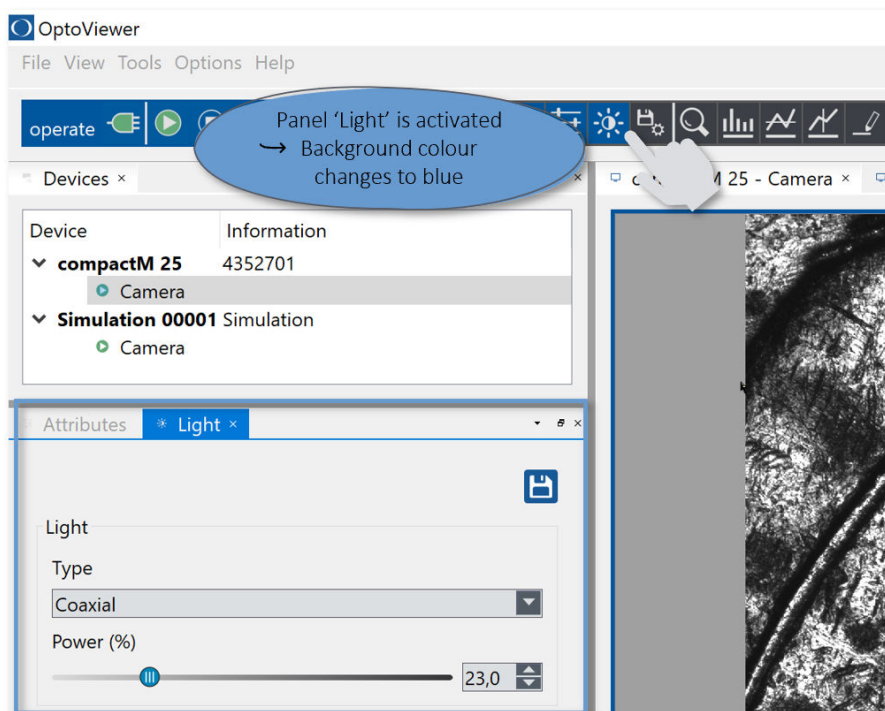 OptoViewer
File View Tools Options Help
operate
Panel ‘Light’ is activated
↪ Background colour
changes to blue
Devices ×
25 - Camera ×
Device Information
compactM 25 4352701
Camera
Simulation 00001 Simulation
Camera
Attributes Light ×
Light
Type
Coaxial
Power (%)
23,0